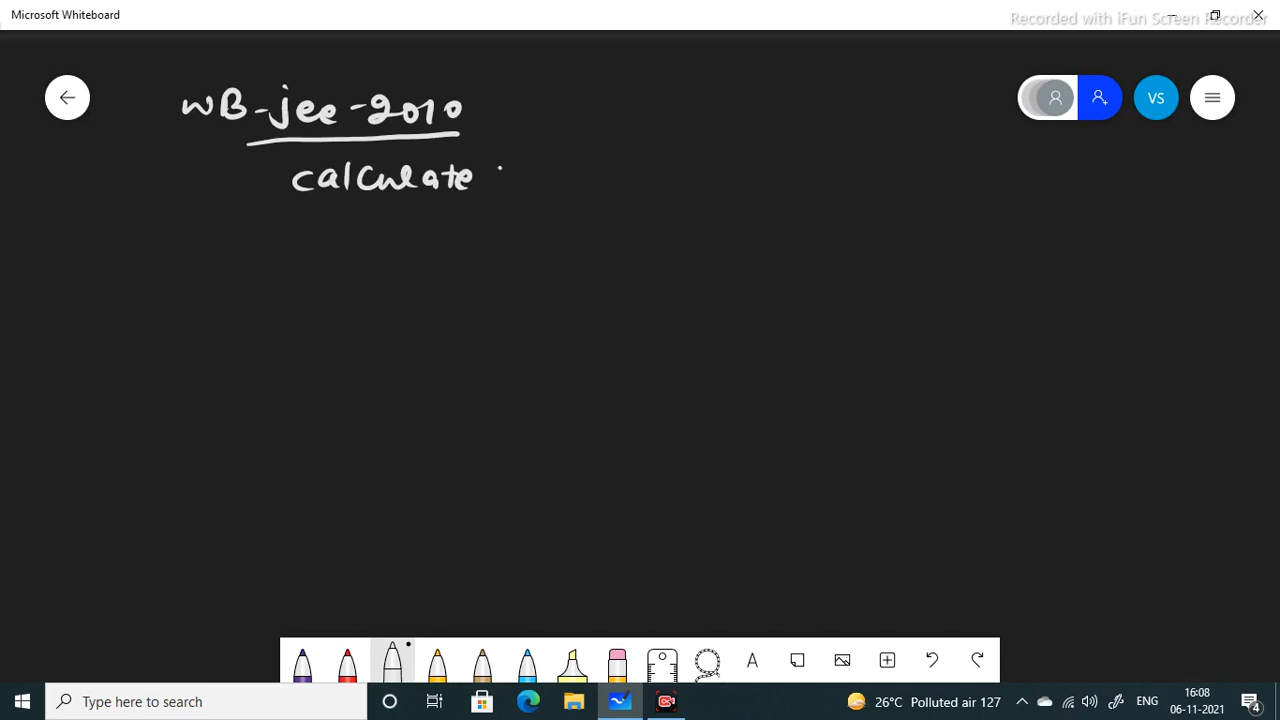 Microsoft Whiteboard
Recorded with iFun Screen Recorder
WB-jee-2010
VS
calculate
A
Type here to search
26°C Polluted air 127
ENG
16:08
06-11-2021
4